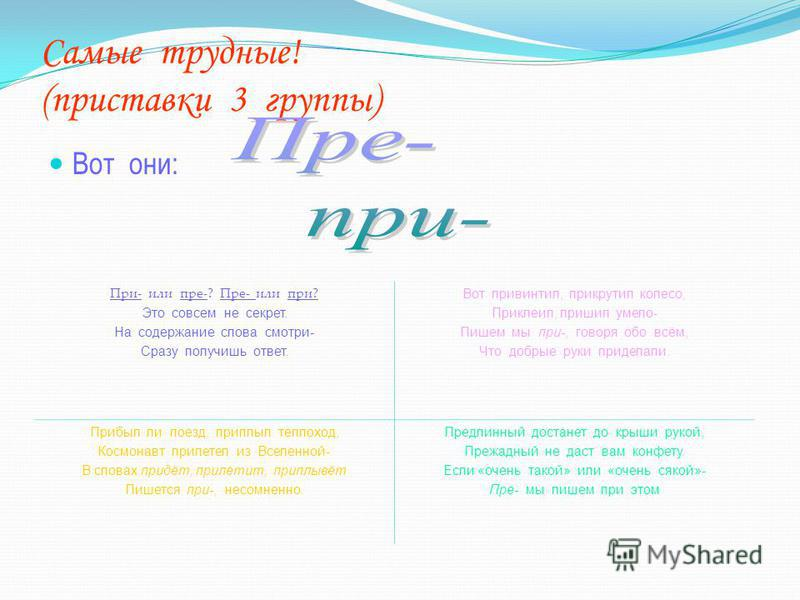 Самые трудные!
(приставки 3 группы)
Вот они:
Пре-
при-
При- или пре-? Пре- или при?
Это совсем не секрет.
На содержание слова смотри-
Сразу получишь ответ.
Вот привинтил, прикрутил колесо,
Приклеил, пришил умело-
Пишем мы при-, говоря обо всём,
Что добрые руки приделали.
Прибыл ли поезд, приплыл теплоход,
Космонавт прилетел из Вселенной-
В словах придёт, прилетит, приплывёт
Пишется при-, несомненно.
Предлинный достанет до крыши рукой,
Прежадный не даст вам конфету.
Если «очень такой» или «очень сякой»-
Пре- мы пишем при этом
MyShared